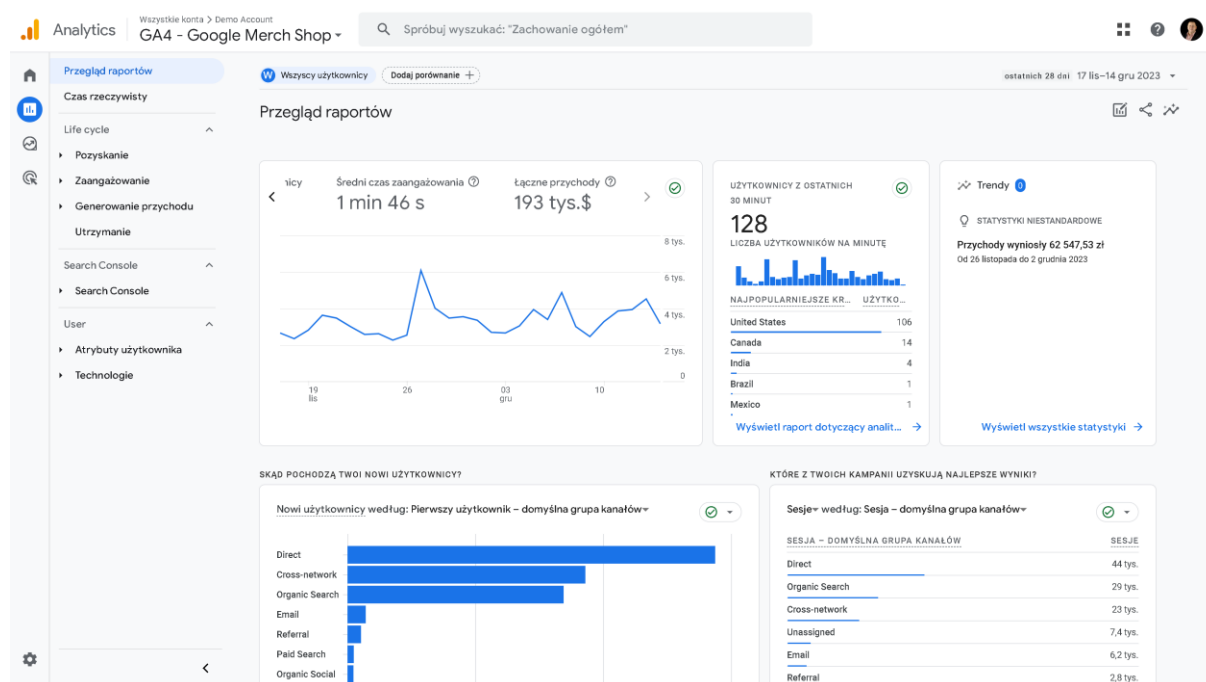 Analytics
Wszystkie konta > Demo Account
GA4 - Google Merch Shop
Spróbuj wyszukać: "Zachowanie ogółem"
Przegląd raportów
Czas rzeczywisty
Life cycle
Pozyskanie
Zaangażowanie
Generowanie przychodu
Utrzymanie
Search Console
Search Console
User
Atrybuty użytkownika
Technologie
W Wszyscy użytkownicy
Dodaj porównanie +
ostatnich 28 dni 17 lis–14 gru 2023
Przegląd raportów
nicy
Średni czas zaangażowania
1 min 46 s
Łączne przychody
193 tys.$
8 tys.
6 tys.
4 tys.
2 tys.
0
19 lis
26
03 gru
10
UŻYTKOWNICY Z OSTATNICH
30 MINUT
128
LICZBA UŻYTKOWNIKÓW NA MINUTĘ
NAJPOPULARNIEJSZE KR... UŻYTKO...
United States 106
Canada 14
India 4
Brazil 1
Mexico 1
Wyświetl raport dotyczący analit... →
Trendy 0
STATYSTYKI NIESTANDARDOWE
Przychody wyniosły 62 547,53 zł
Od 26 listopada do 2 grudnia 2023
Wyświetl wszystkie statystyki →
SKĄD POCHODZĄ TWOI NOWI UŻYTKOWNICY?
Nowi użytkownicy według: Pierwszy użytkownik – domyślna grupa kanałów
Direct
Cross-network
Organic Search
Email
Referral
Paid Search
Organic Social
KTÓRE Z TWOICH KAMPANII UZYSKUJĄ NAJLEPSZE WYNIKI?
Sesje według: Sesja – domyślna grupa kanałów
SESJA – DOMYŚLNA GRUPA KANAŁÓW SESJE
Direct 44 tys.
Organic Search 29 tys.
Cross-network 23 tys.
Unassigned 7,4 tys.
Email 6,2 tys.
Referral 2,8 tys.